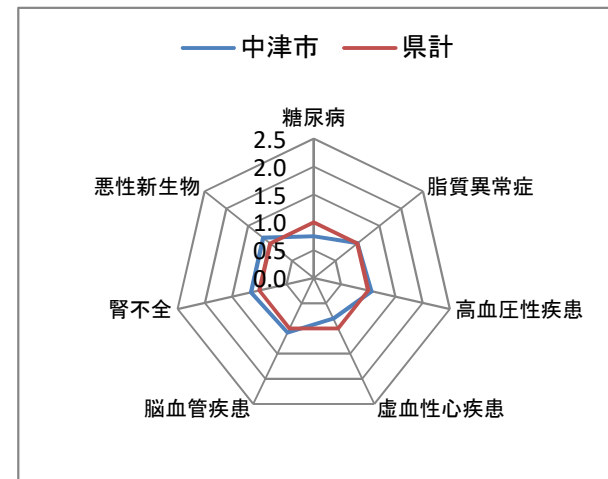 中津市 県計
糖尿病
2.5
2.0
1.5
1.0
0.5
0.0
脂質異常症
高血圧性疾患
虚血性心疾患
脳血管疾患
腎不全
悪性新生物